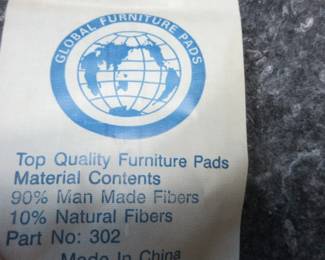 GLOBAL FURNITURE PADS
Top Quality Furniture Pads
Material Contents
90% Man Made Fibers
10% Natural Fibers
Part No: 302
Made In China